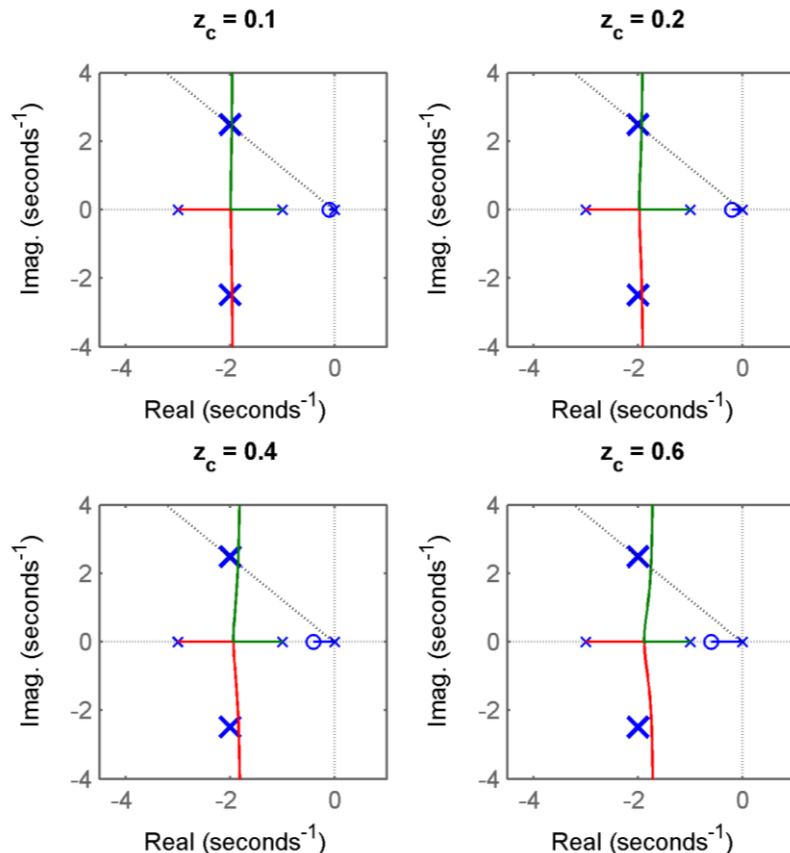 z_c = 0.1
4
2
0
-2
-4
-4
-2
0
Imag. (seconds^-1)
Real (seconds^-1)
z_c = 0.2
4
2
0
-2
-4
-4
-2
0
Imag. (seconds^-1)
Real (seconds^-1)
z_c = 0.4
4
2
0
-2
-4
-4
-2
0
Imag. (seconds^-1)
Real (seconds^-1)
z_c = 0.6
4
2
0
-2
-4
-4
-2
0
Imag. (seconds^-1)
Real (seconds^-1)